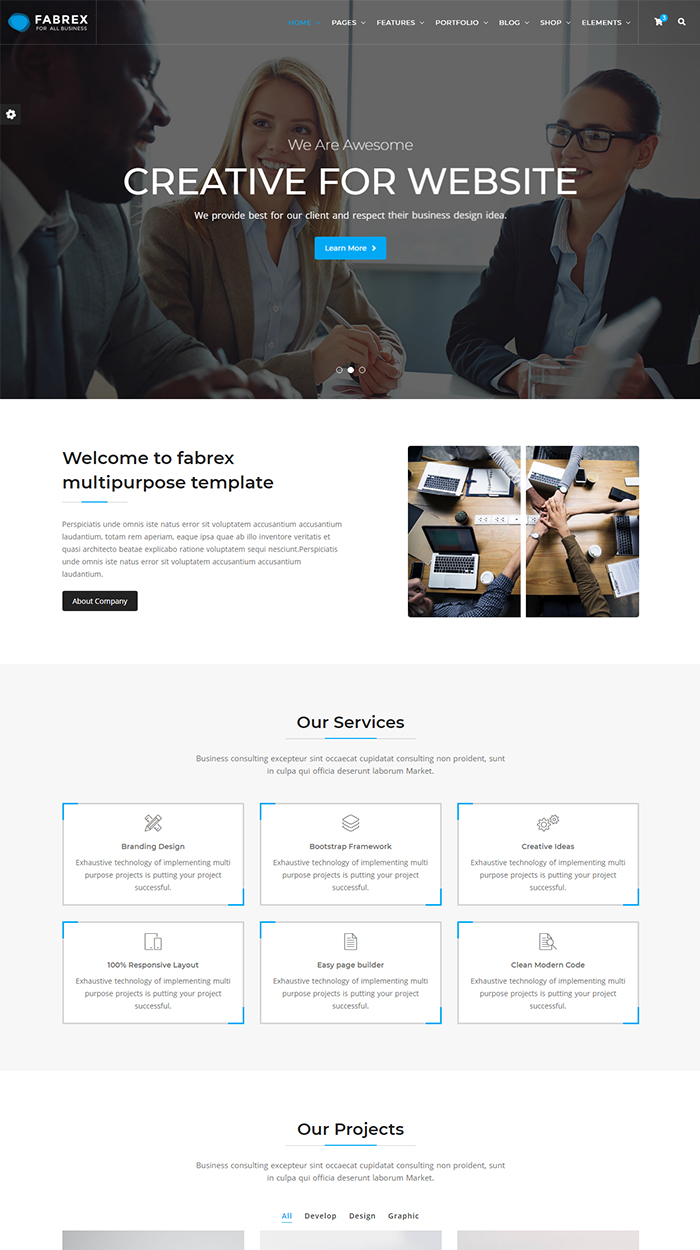 FABREX
FOR ALL BUSINESS
HOME PAGES FEATURES PORTFOLIO BLOG SHOP ELEMENTS 3
We Are Awesome
CREATIVE FOR WEBSITE
We provide best for our client and respect their business design idea.
Learn More
Welcome to fabrex
multipurpose template
Perspiciatis unde omnis iste natus error sit voluptatem accusantium accusantium
laudantium, totam rem aperiam, eaque ipsa quae ab illo inventore veritatis et
quasi architecto beatae explicabo ratione voluptatem sequi nesciunt.Perspiciatis
unde omnis iste natus error sit voluptatem accusantium accusantium
laudantium.
About Company
Our Services
Business consulting excepteur sint occaecat cupidatat consulting non proident, sunt
in culpa qui officia deserunt laborum Market.
Branding Design
Exhaustive technology of implementing multi
purpose projects is putting your project
successful.
Bootstrap Framework
Exhaustive technology of implementing multi
purpose projects is putting your project
successful.
Creative Ideas
Exhaustive technology of implementing multi
purpose projects is putting your project
successful.
100% Responsive Layout
Exhaustive technology of implementing multi
purpose projects is putting your project
successful.
Easy page builder
Exhaustive technology of implementing multi
purpose projects is putting your project
successful.
Clean Modern Code
Exhaustive technology of implementing multi
purpose projects is putting your project
successful.
Our Projects
Business consulting excepteur sint occaecat cupidatat consulting non proident, sunt
in culpa qui officia deserunt laborum Market.
All Develop Design Graphic